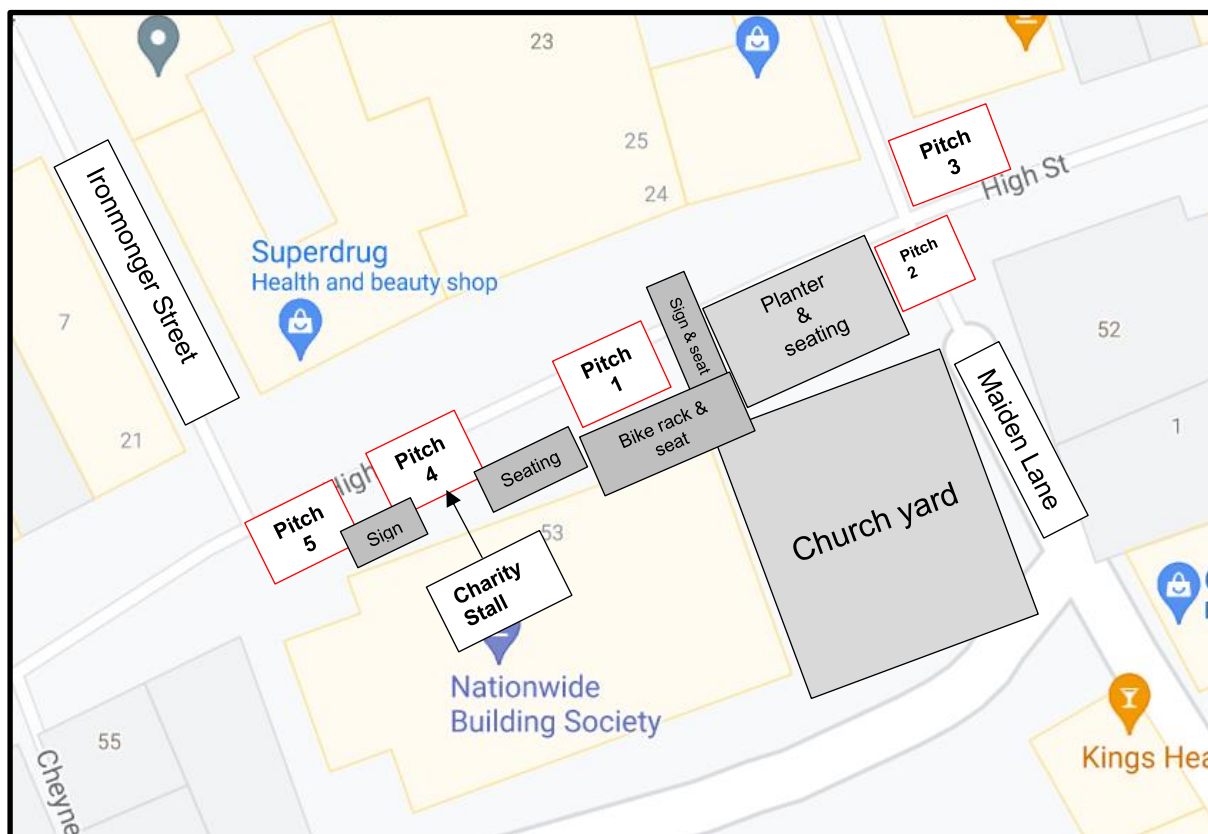 23
25
24
Pitch
3
High St
Ironmonger Street
Superdrug
Health and beauty shop
7
21
Pitch
2
Planter
&
seating
Sign & seat
52
Pitch
1
Maiden Lane
1
Bike rack &
seat
Pitch
4
High
Seating
Pitch
5
Sign
53
Church yard
Charity
Stall
Nationwide
Building Society
55
Cheyne
Kings Hea